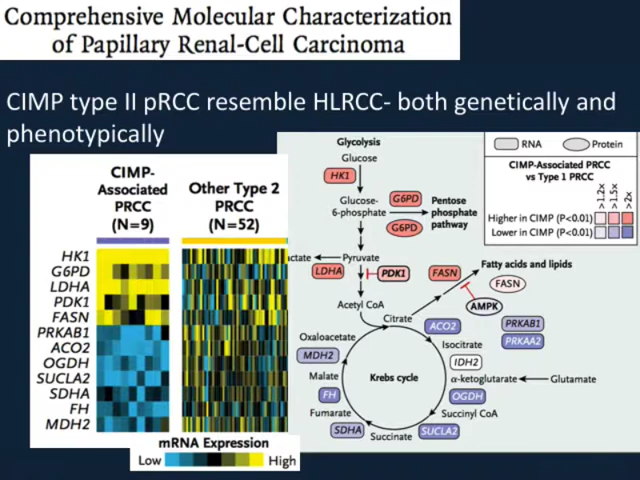 Comprehensive Molecular Characterization
of Papillary Renal-Cell Carcinoma
CIMP type II pRCC resemble HLRCC- both genetically and
phenotypically
CIMP-
Associated
PRCC
(N=9)
Other Type 2
PRCC
(N=52)
HK1
G6PD
LDHA
PDK1
FASN
PRKAB1
ACO2
OGDH
SUCLA2
SDHA
FH
MDH2
mRNA Expression
Low High
RNA Protein
CIMP-Associated PRCC
vs Type 1 PRCC
>1.2x >1.5x >2x
Higher in CIMP (P<0.01)
Lower in CIMP (P<0.01)
Glycolysis
Glucose
HK1
Glucose-
6-phosphate
G6PD
G6PD
Pentose
phosphate
pathway
ctate
Pyruvate
LDHA
PDK1
FASN
Fatty acids and lipids
FASN
AMPK
Acetyl CoA
Citrate
PRKAB1
PRKAA2
ACO2
Oxaloacetate
Isocitrate
MDH2
IDH2
Malate
Krebs cycle
α-ketoglutarate
Glutamate
FH
OGDH
Fumarate
Succinyl CoA
SDHA
Succinate
SUCLA2